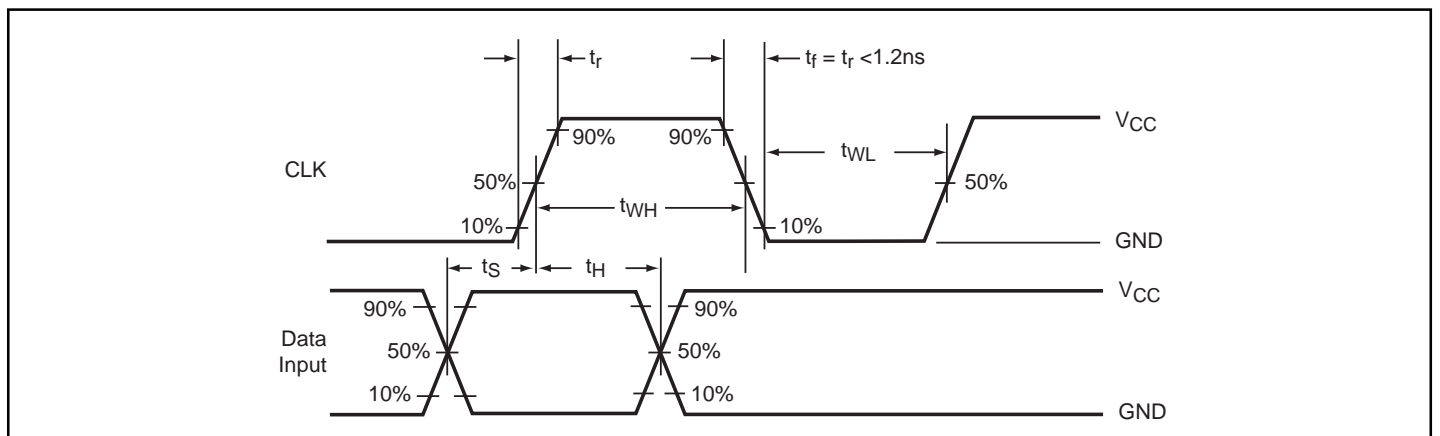 tr
tf = tr <1.2ns
VCC
90%
90%
tWL
CLK
50%
50%
tWH
10%
10%
GND
tS
tH
VCC
90%
90%
Data
Input
50%
50%
10%
10%
GND